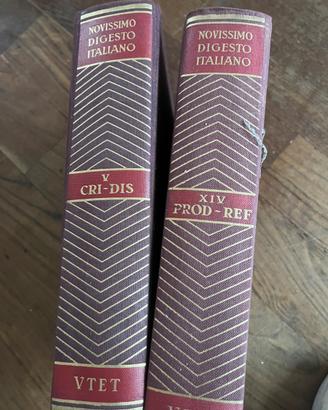 NOVISSIMO
DIGESTO
ITALIANO
V
CRI-DIS
VTET
NOVISSIMO
DIGESTO
ITALIANO
XIV
PROD-REF